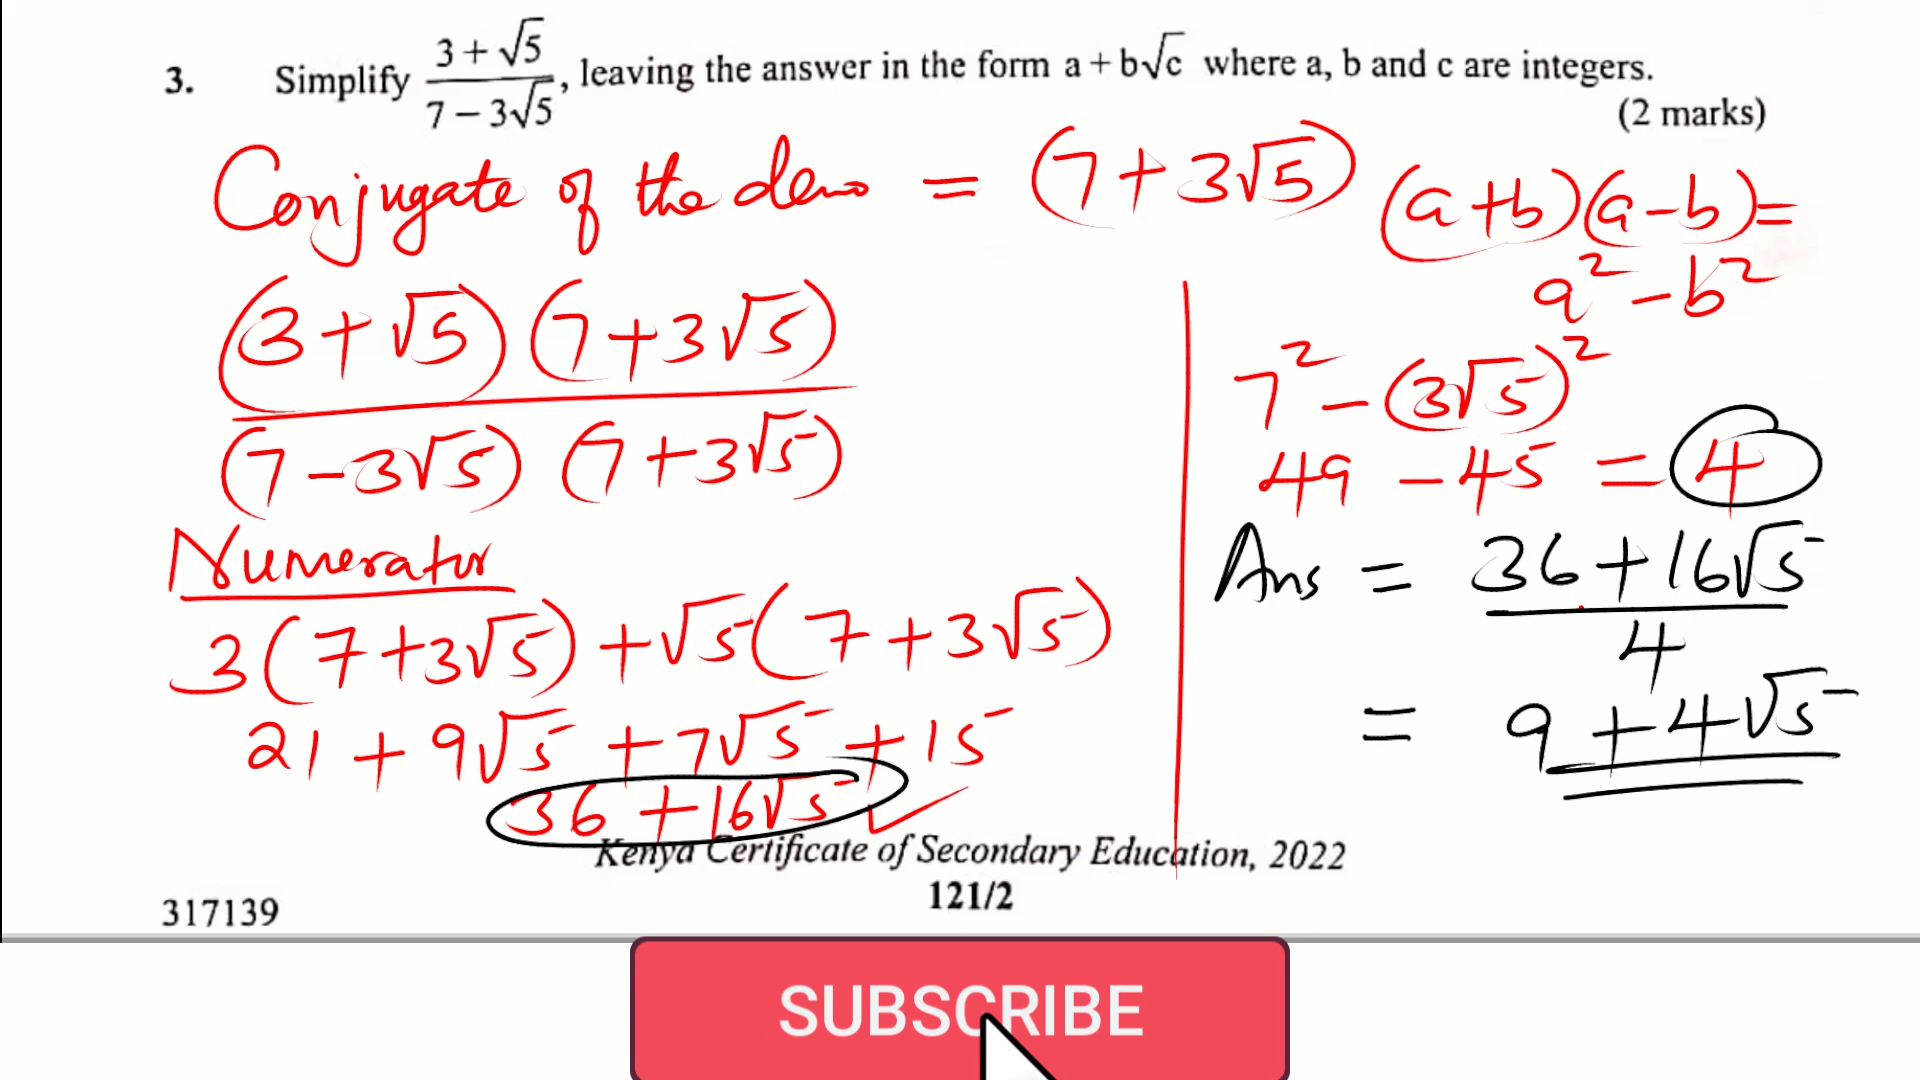 3. Simplify (3 + √5)/(7 − 3√5), leaving the answer in the form a + b√c where a, b and c are integers.
(2 marks)
Conjugate of the deno = (7+3√5)
(a+b)(a-b)=
a²-b²
(3+√5)(7+3√5)
(7-3√5)(7+3√5)
Numerator
3(7+3√5)+√5(7+3√5)
21+9√5+7√5+15
36+16√5
7²-(3√5)²
49-45=4
Ans = 36+16√5
4
= 9+4√5
Kenya Certificate of Secondary Education, 2022
121/2
317139
SUBSCRIBE